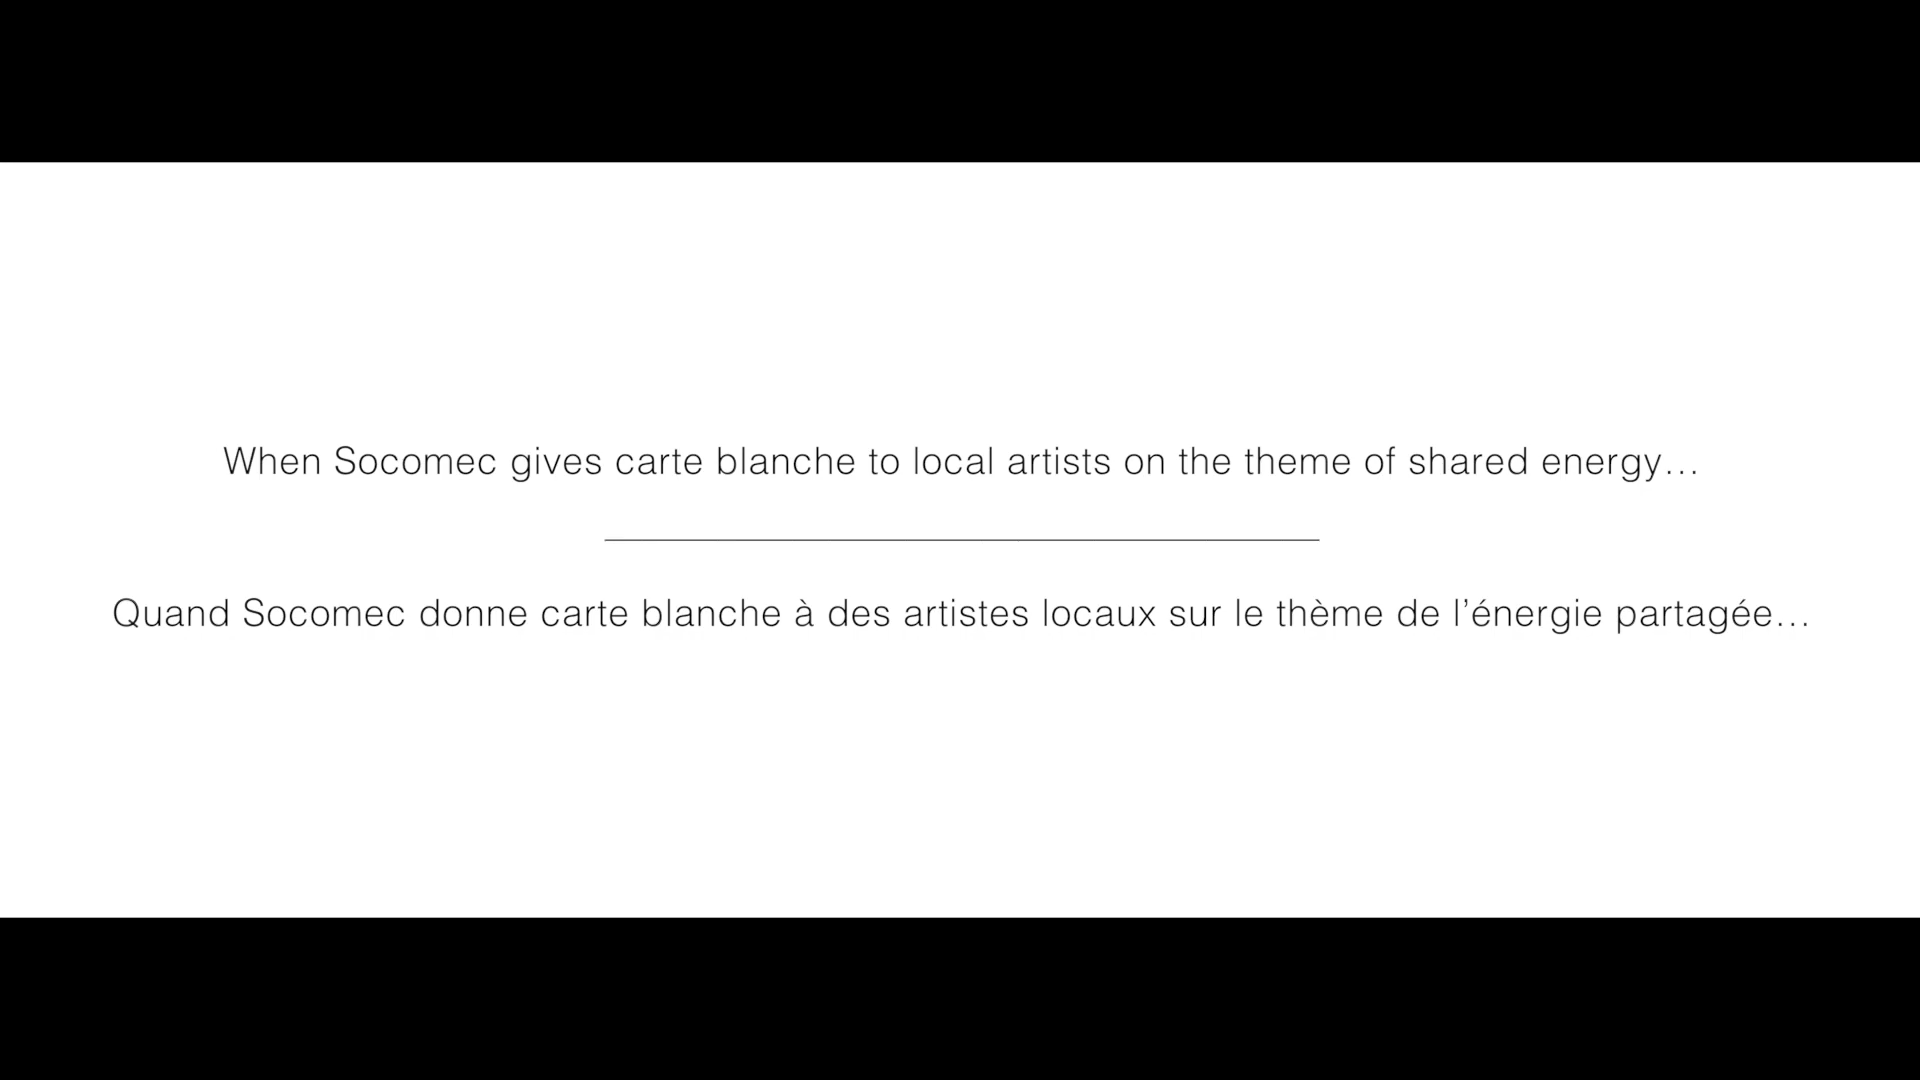 When Socomec gives carte blanche to local artists on the theme of shared energy…
Quand Socomec donne carte blanche à des artistes locaux sur le thème de l’énergie partagée…